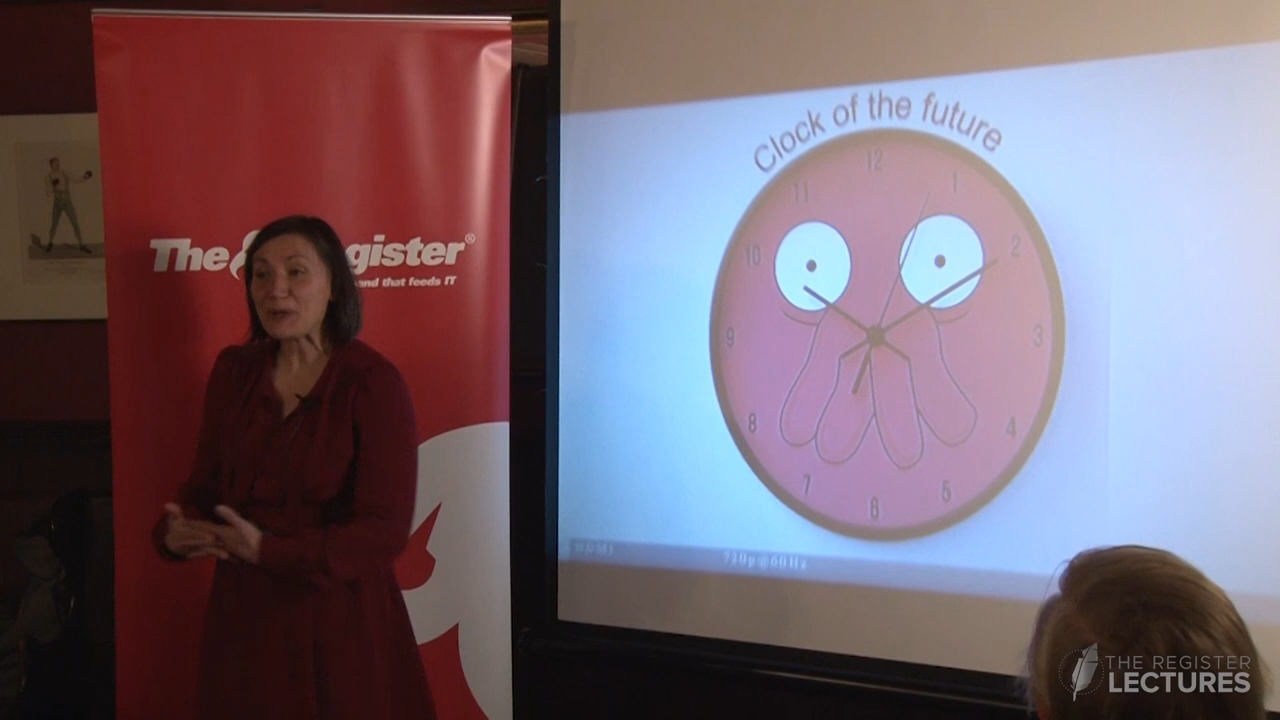 The Register®
and that feeds IT
Clock of the future
12
1
2
3
4
5
6
7
8
9
10
11
720p@60Hz
THE REGISTER
LECTURES